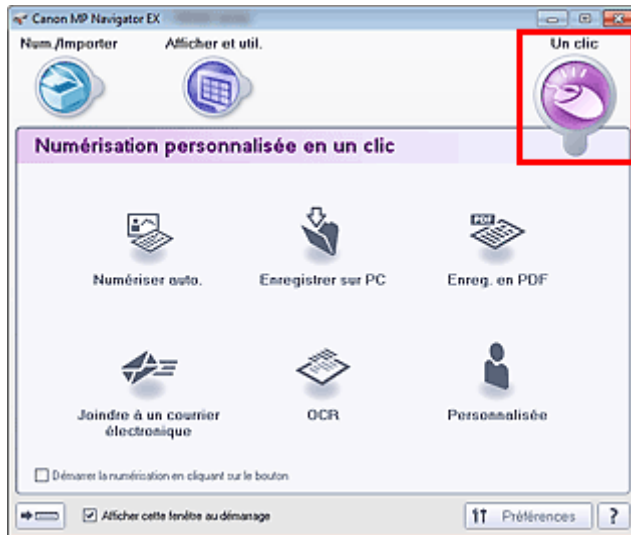 Canon MP Navigator EX
Num./Importer
Afficher et util.
Un clic
Numérisation personnalisée en un clic
Numériser auto.
Enregistrer sur PC
PDF
Enreg. en PDF
Joindre à un courrier
électronique
OCR
Personnalisée
Démarrer la numérisation en cliquant sur le bouton
Afficher cette fenêtre au démarrage
Préférences
?